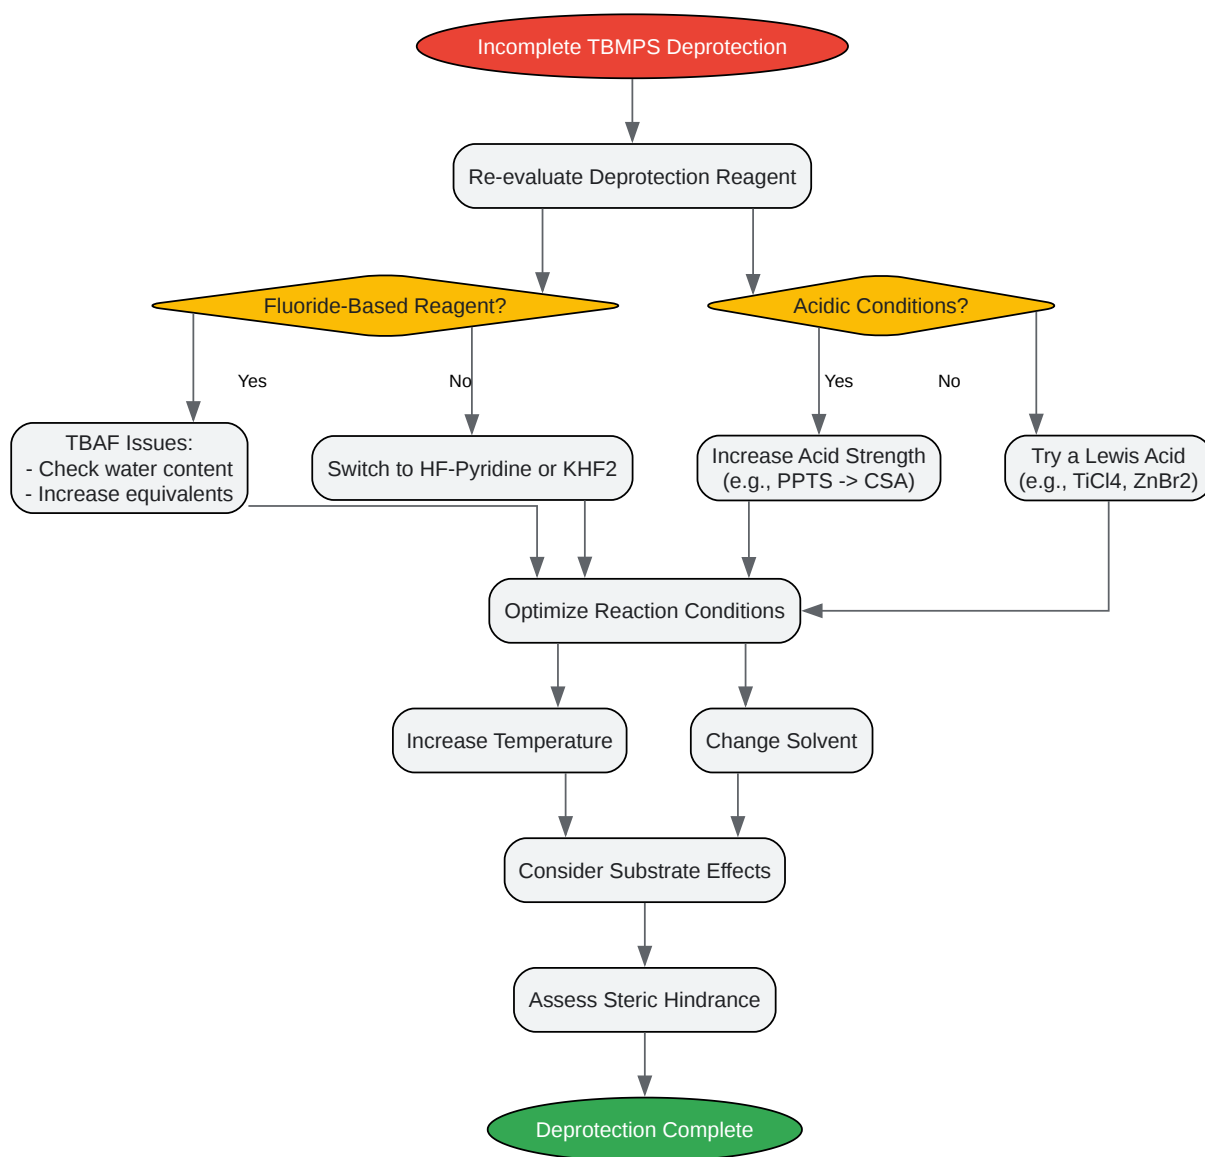 Incomplete TBMPS Deprotection
Re-evaluate Deprotection Reagent
Fluoride-Based Reagent?
Acidic Conditions?
Yes
No
Yes
No
TBAF Issues:
- Check water content
- Increase equivalents
Switch to HF-Pyridine or KHF2
Increase Acid Strength
(e.g., PPTS -> CSA)
Try a Lewis Acid
(e.g., TiCl4, ZnBr2)
Optimize Reaction Conditions
Increase Temperature
Change Solvent
Consider Substrate Effects
Assess Steric Hindrance
Deprotection Complete